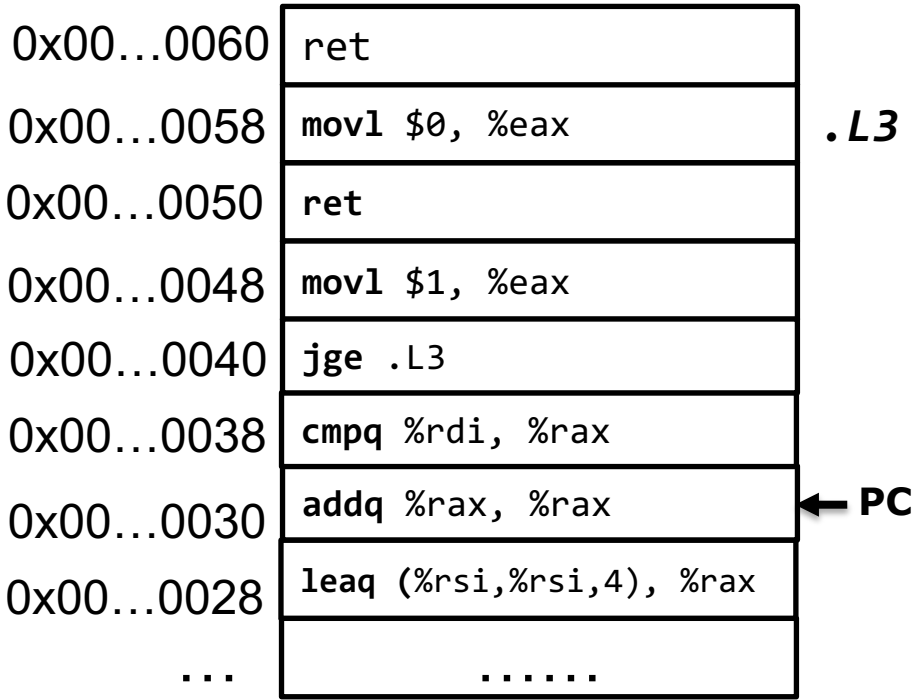 0x00…0060 ret
0x00…0058 movl $0, %eax .L3
0x00…0050 ret
0x00…0048 movl $1, %eax
0x00…0040 jge .L3
0x00…0038 cmpq %rdi, %rax
0x00…0030 addq %rax, %rax PC
0x00…0028 leaq (%rsi,%rsi,4), %rax
... ......